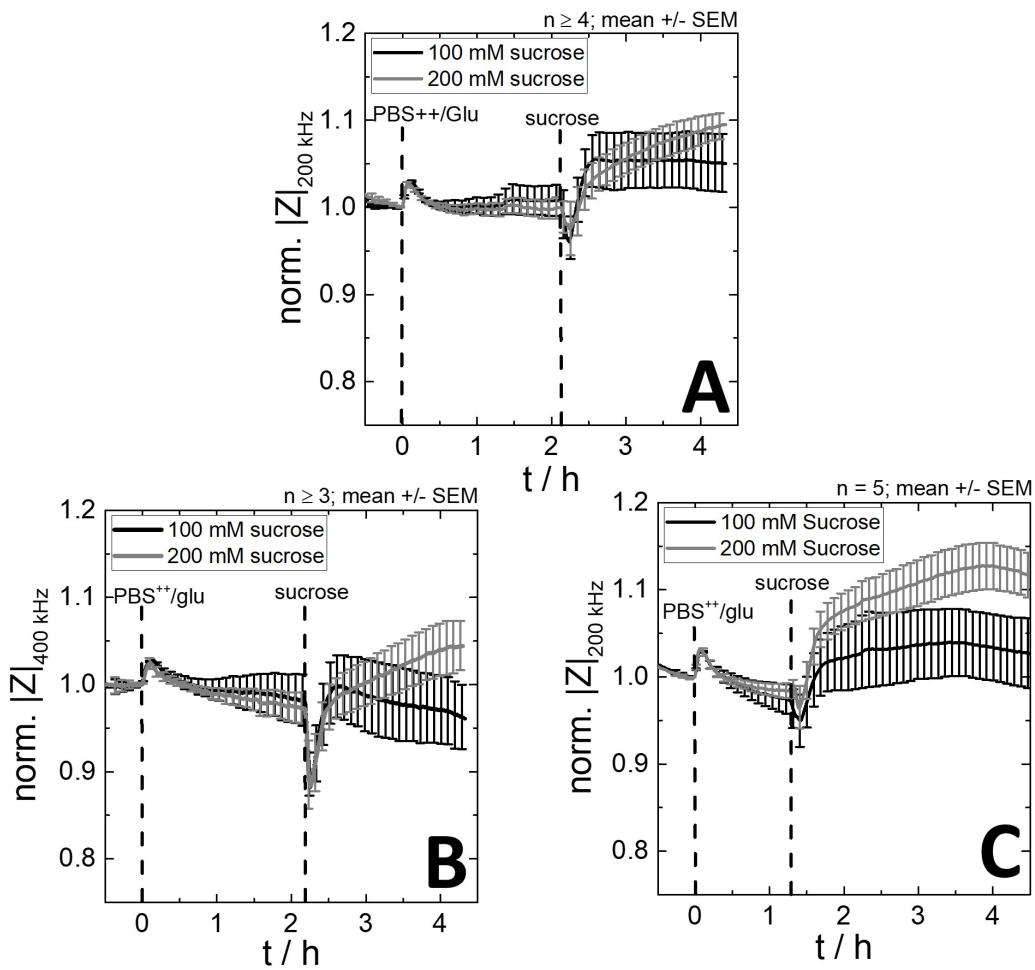 n ≥ 4; mean +/- SEM
1.2
100 mM sucrose
200 mM sucrose
PBS++/Glu
sucrose
1.1
1.0
0.9
0.8
norm. |Z|200 kHz
A
0 1 2 3 4
t / h
n ≥ 3; mean +/- SEM
1.2
100 mM sucrose
200 mM sucrose
PBS++/glu
sucrose
1.1
1.0
0.9
0.8
norm. |Z|400 kHz
B
0 1 2 3 4
t / h
n = 5; mean +/- SEM
1.2
100 mM Sucrose
200 mM Sucrose
sucrose
PBS++/glu
1.1
1.0
0.9
0.8
norm. |Z|200 kHz
C
0 1 2 3 4
t / h